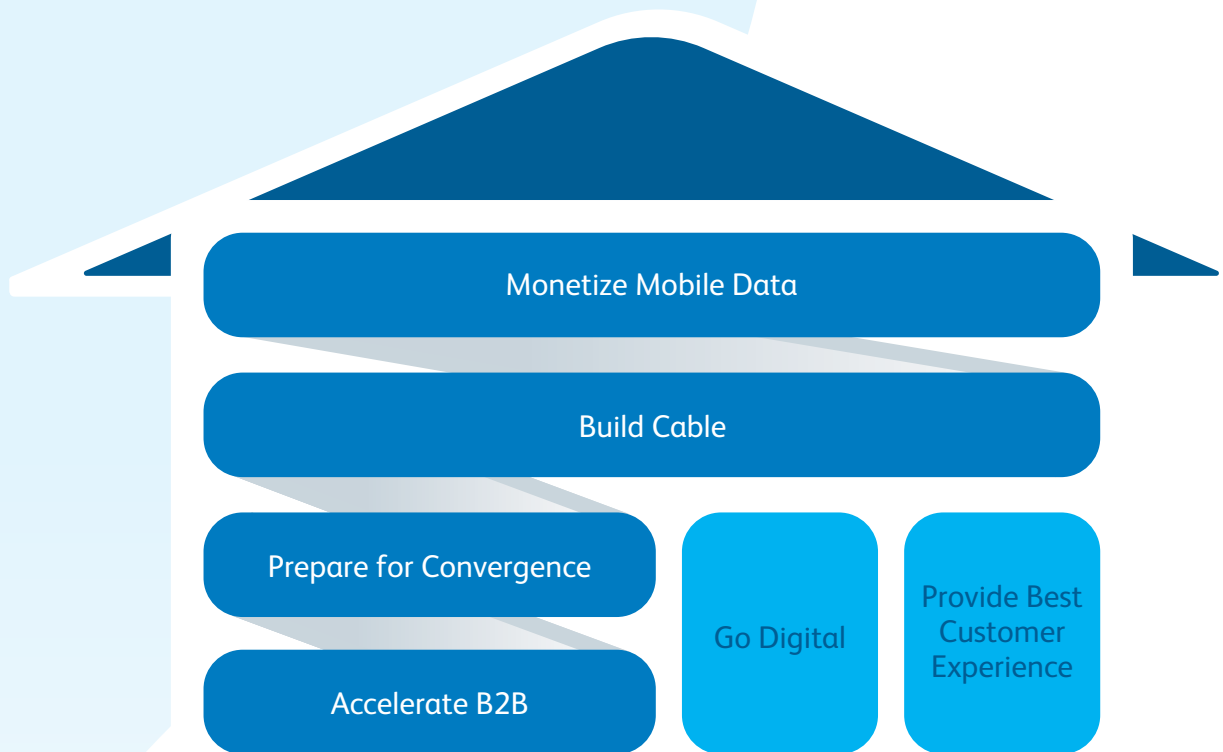 Monetize Mobile Data
Build Cable
Prepare for Convergence
Go Digital
Provide Best
Customer
Experience
Accelerate B2B